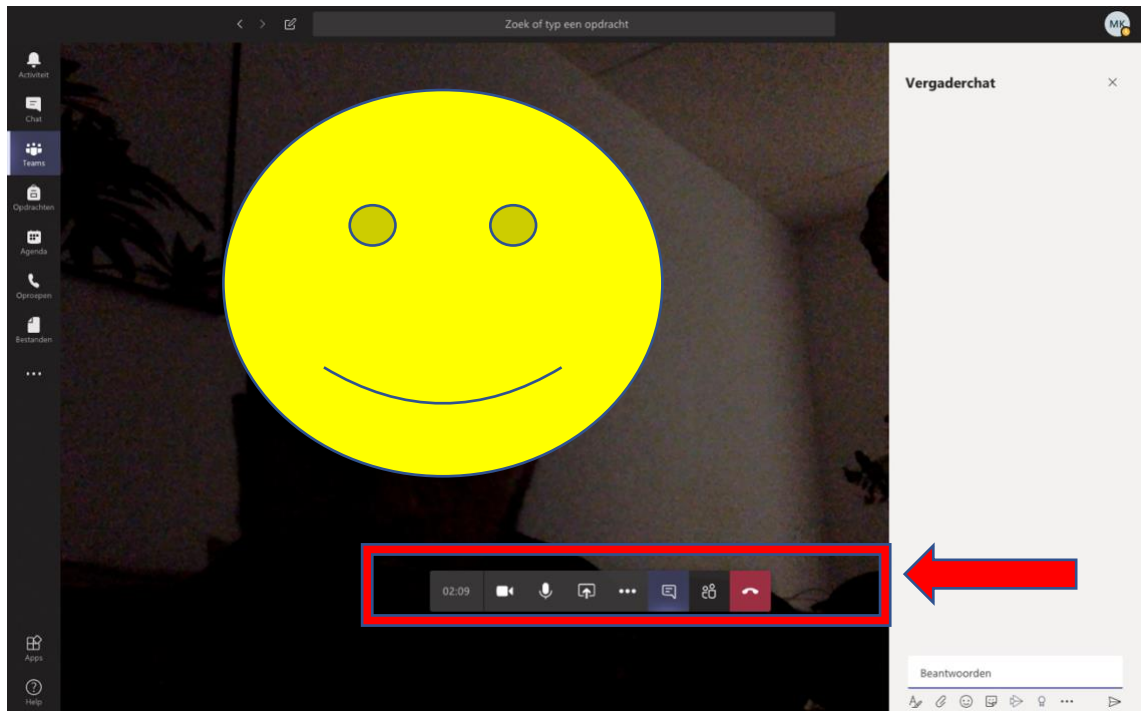 Zoek of typ een opdracht
MK
Activiteit
Chat
Teams
Opdrachten
Agenda
Oproepen
Bestanden
Apps
Help
02:09
Vergaderchat
Beantwoorden